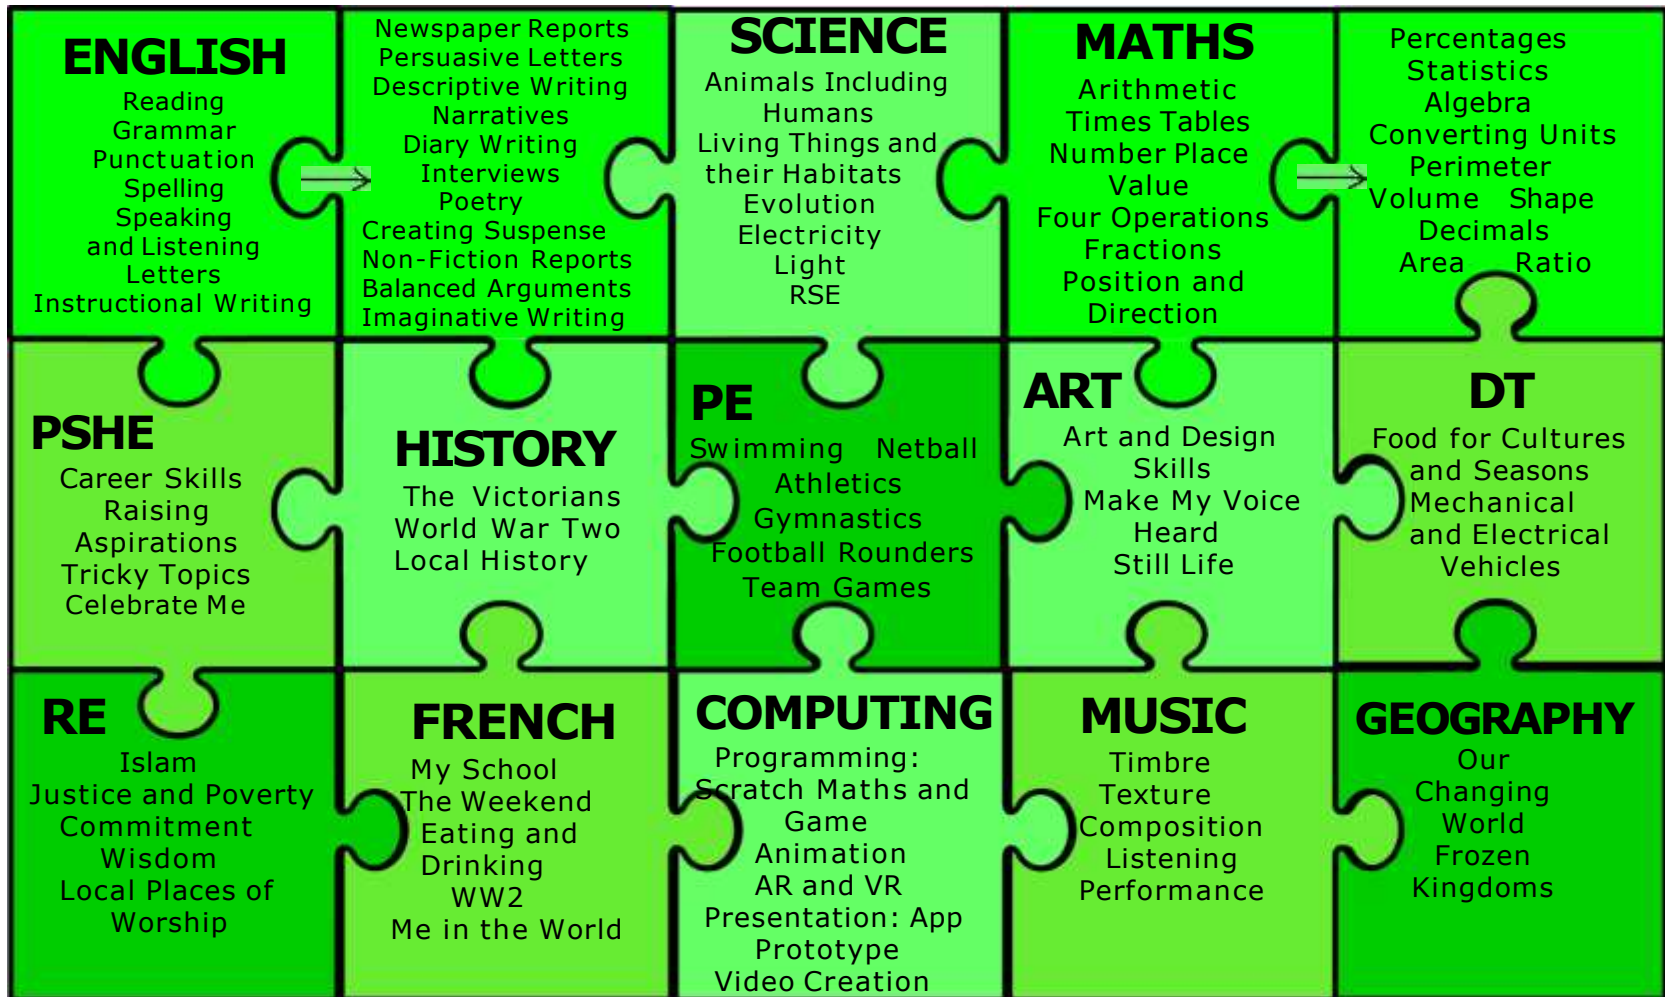 ENGLISH
Reading
Grammar
Punctuation
Spelling
Speaking
and Listening
Letters
Instructional Writing
Newspaper Reports
Persuasive Letters
Descriptive Writing
Narratives
Diary Writing
Interviews
Poetry
Creating Suspense
Non-Fiction Reports
Balanced Arguments
Imaginative Writing
SCIENCE
Animals Including
Humans
Living Things and
their Habitats
Evolution
Electricity
Light
RSE
MATHS
Arithmetic
Times Tables
Number Place
Value
Four Operations
Fractions
Position and
Direction
Percentages
Statistics
Algebra
Converting Units
Perimeter
Volume Shape
Decimals
Area Ratio
PSHE
Career Skills
Raising
Aspirations
Tricky Topics
Celebrate Me
HISTORY
The Victorians
World War Two
Local History
PE
Swimming Netball
Athletics
Gymnastics
Football Rounders
Team Games
ART
Art and Design
Skills
Make My Voice
Heard
Still Life
DT
Food for Cultures
and Seasons
Mechanical
and Electrical
Vehicles
RE
Islam
Justice and Poverty
Commitment
Wisdom
Local Places of
Worship
FRENCH
My School
The Weekend
Eating and
Drinking
WW2
Me in the World
COMPUTING
Programming:
Scratch Maths and
Game
Animation
AR and VR
Presentation: App
Prototype
Video Creation
MUSIC
Timbre
Texture
Composition
Listening
Performance
GEOGRAPHY
Our
Changing
World
Frozen
Kingdoms